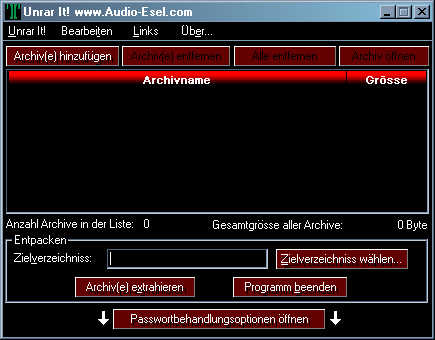 Unrar It! www.Audio-Esel.com
Unrar It! Bearbeiten Links Über...
Archiv(e) hinzufügen Archiv(e) entfernen Alle entfernen Archiv öffnen
Archivname Grösse
Anzahl Archive in der Liste: 0 Gesamtgrösse aller Archive: 0 Byte
Entpacken
Zielverzeichniss: Zielverzeichniss wählen...
Archiv(e) extrahieren Programm beenden
Passwortbehandlungsoptionen öffnen